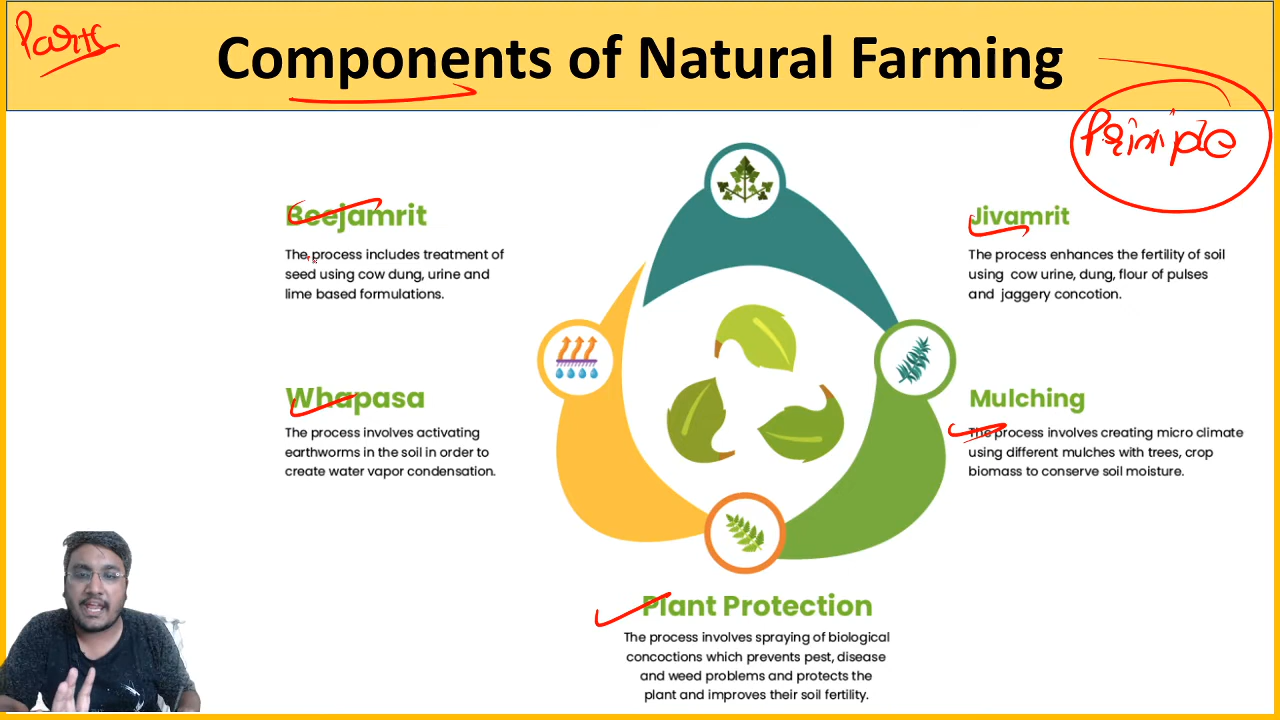 Parts
Components of Natural Farming
Beejamrit
The process includes treatment of
seed using cow dung, urine and
lime based formulations.
Jivamrit
The process enhances the fertility of soil
using cow urine, dung, flour of pulses
and jaggery concotion.
Whapasa
The process involves activating
earthworms in the soil in order to
create water vapor condensation.
Mulching
The process involves creating micro climate
using different mulches with trees, crop
biomass to conserve soil moisture.
Plant Protection
The process involves spraying of biological
concoctions which prevents pest, disease
and weed problems and protects the
plant and improves their soil fertility.